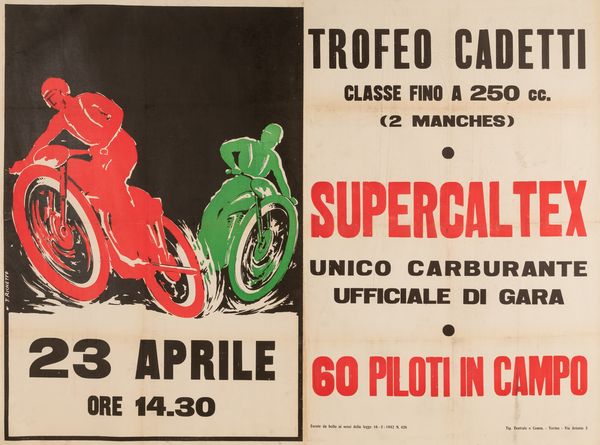 23 APRILE
ORE 14.30
TROFEO CADETTI
CLASSE FINO A 250 cc.
(2 MANCHES)
SUPERCALTEX
UNICO CARBURANTE
UFFICIALE DI GARA
60 PILOTI IN CAMPO